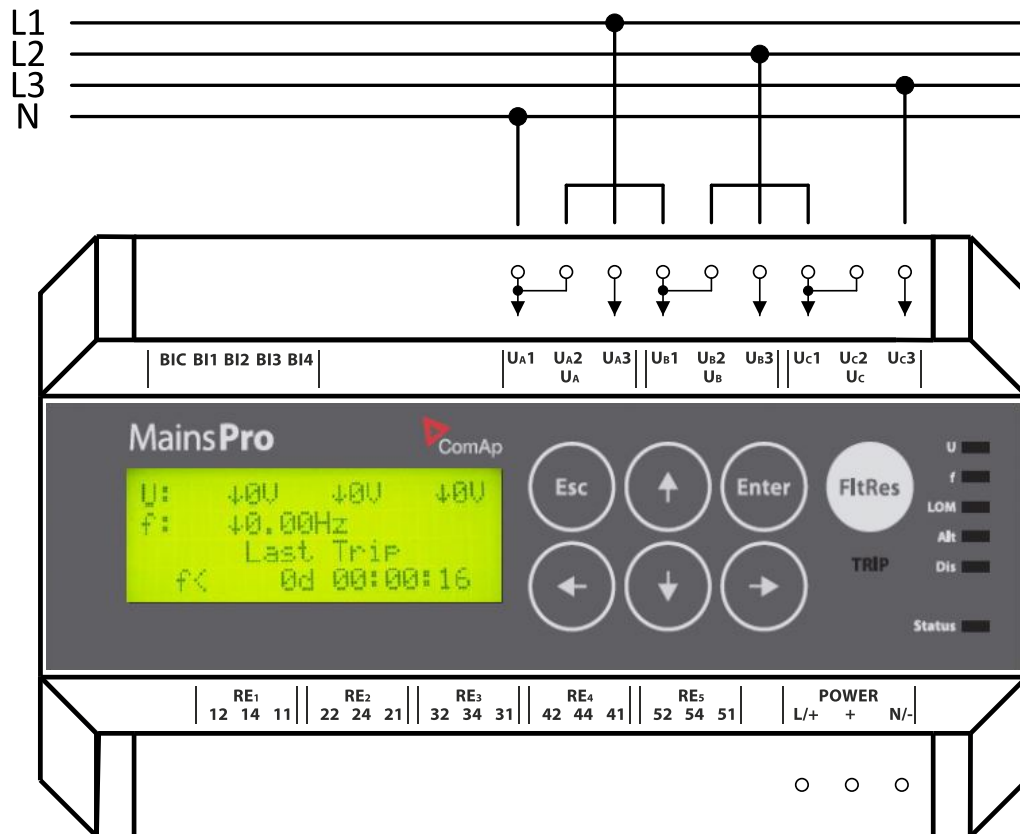 L1
L2
L3
N
BIC BI1 BI2 BI3 BI4
UA1 UA2 UA3 UB1 UB2 UB3 UC1 UC2 UC3
UA UB UC
MainsPro
ComAp
U: ↓0V ↓0V ↓0V
f: ↓0.00Hz
Last Trip
f< 0d 00:00:16
Esc ↑ Enter FltRes
← ↓ →
TRIP
U
f
LOM
Alt
Dis
Status
RE1 RE2 RE3 RE4 RE5 POWER
12 14 11 22 24 21 32 34 31 42 44 41 52 54 51 L/+ + N/-